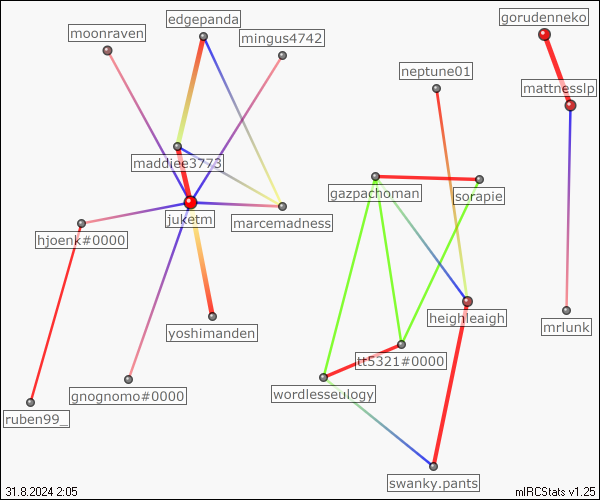 gorudenneko
edgepanda
moonraven
mingus4742
neptune01
mattnesslp
maddiee3773
gazpachoman
sorapie
juketm
marcemadness
hjoenk#0000
heighleaigh
mrlunk
yoshimanden
tt5321#0000
gnognomo#0000
wordlesseulogy
ruben99_
swanky.pants
31.8.2024 2:05
mIRCStats v1.25